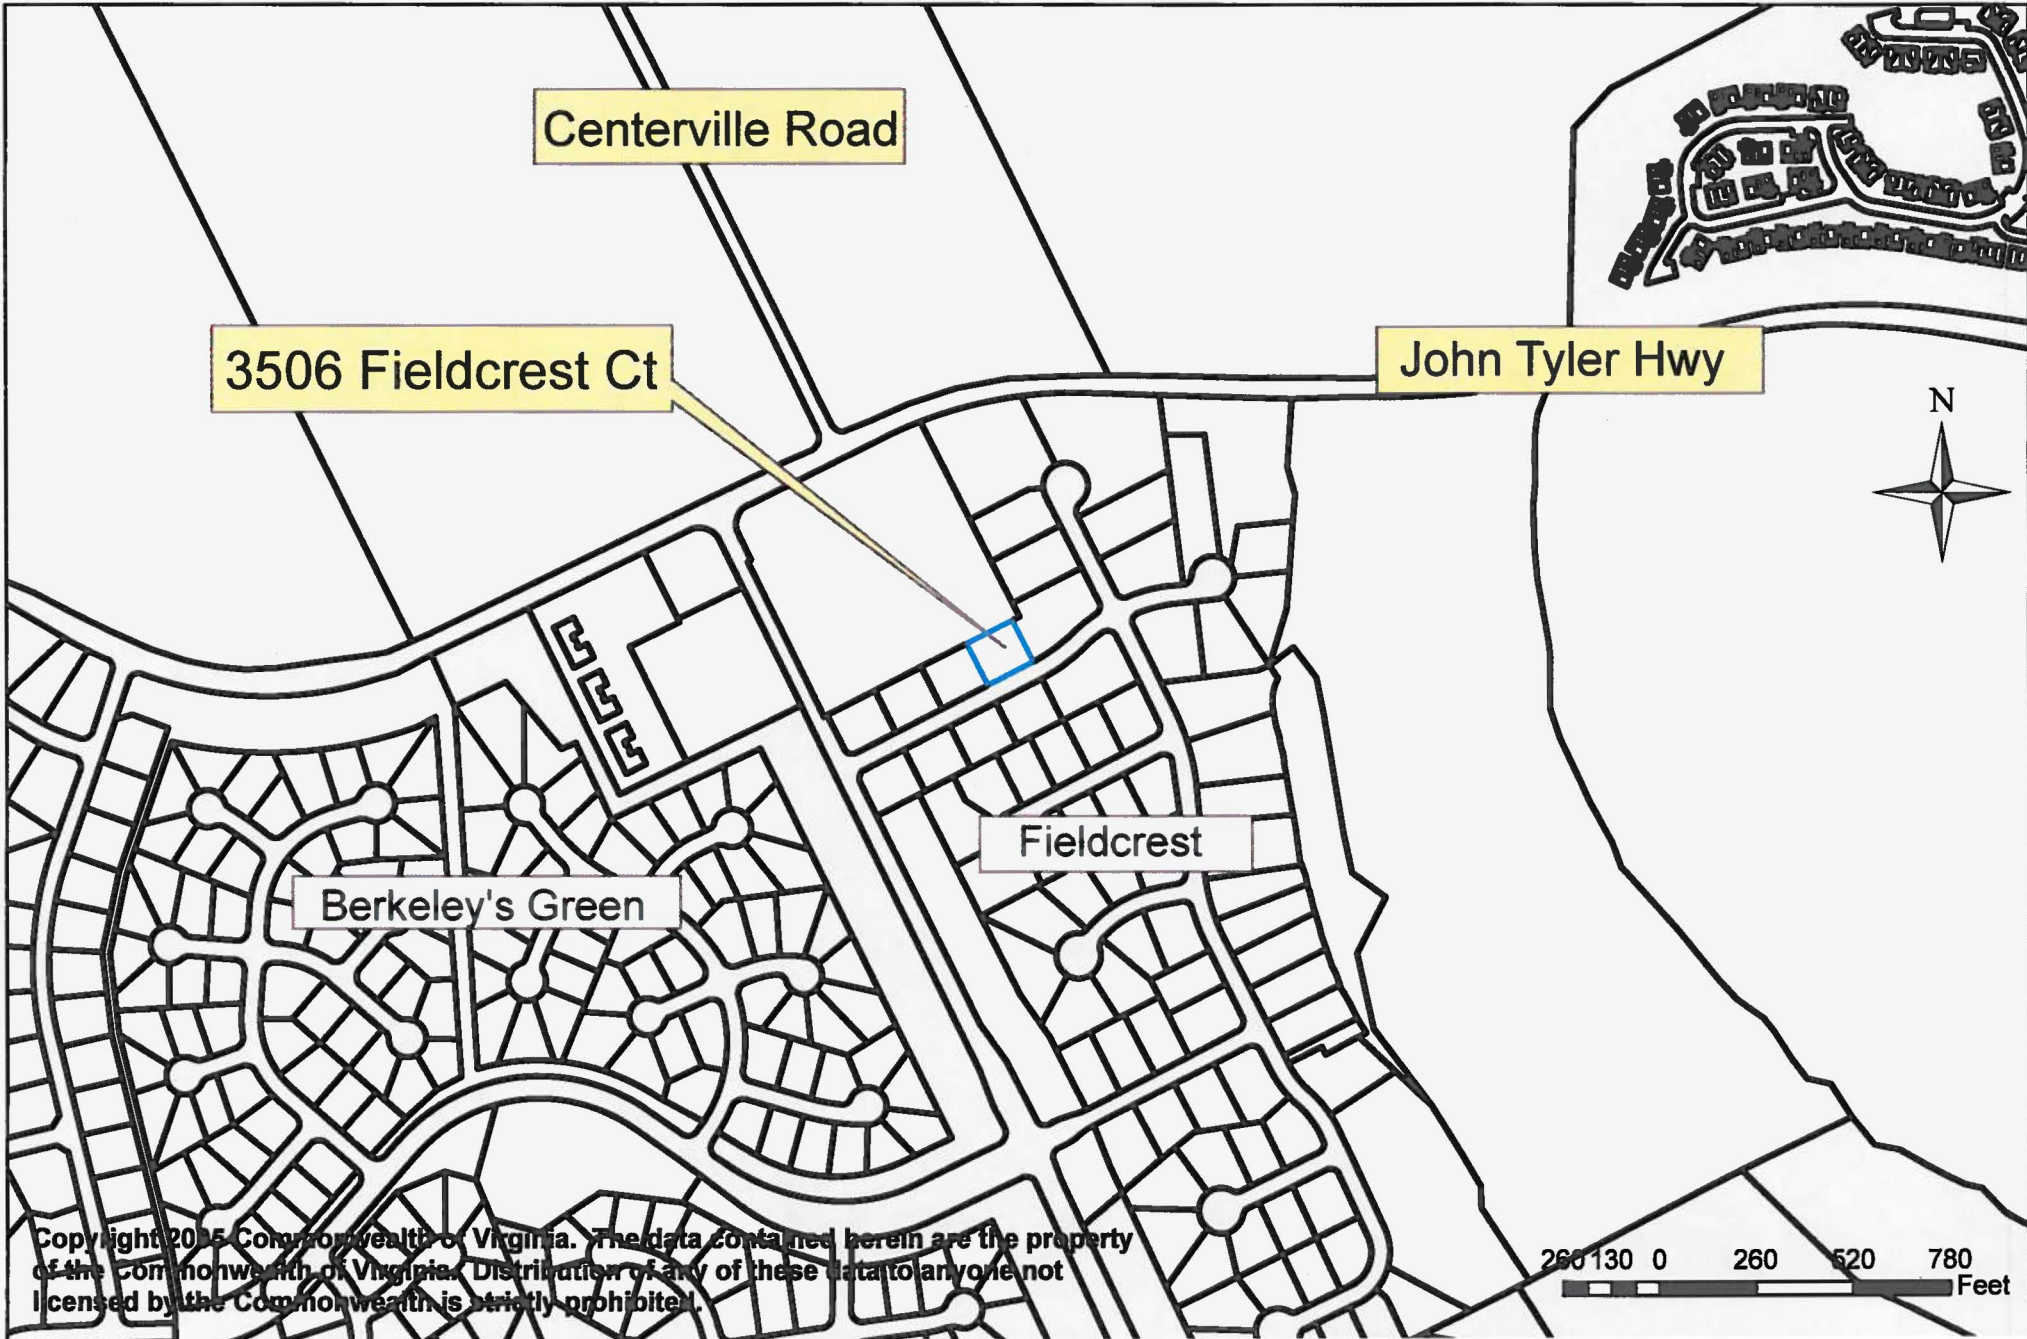 Centerville Road
3506 Fieldcrest Ct
John Tyler Hwy
N
Fieldcrest
Berkeley's Green
Copyright 2005 Commonwealth of Virginia. The data contained herein are the property
of the Commonwealth of Virginia. Distribution of any of these data to anyone not
licensed by the Commonwealth is strictly prohibited.
260 130 0 260 520 780
Feet